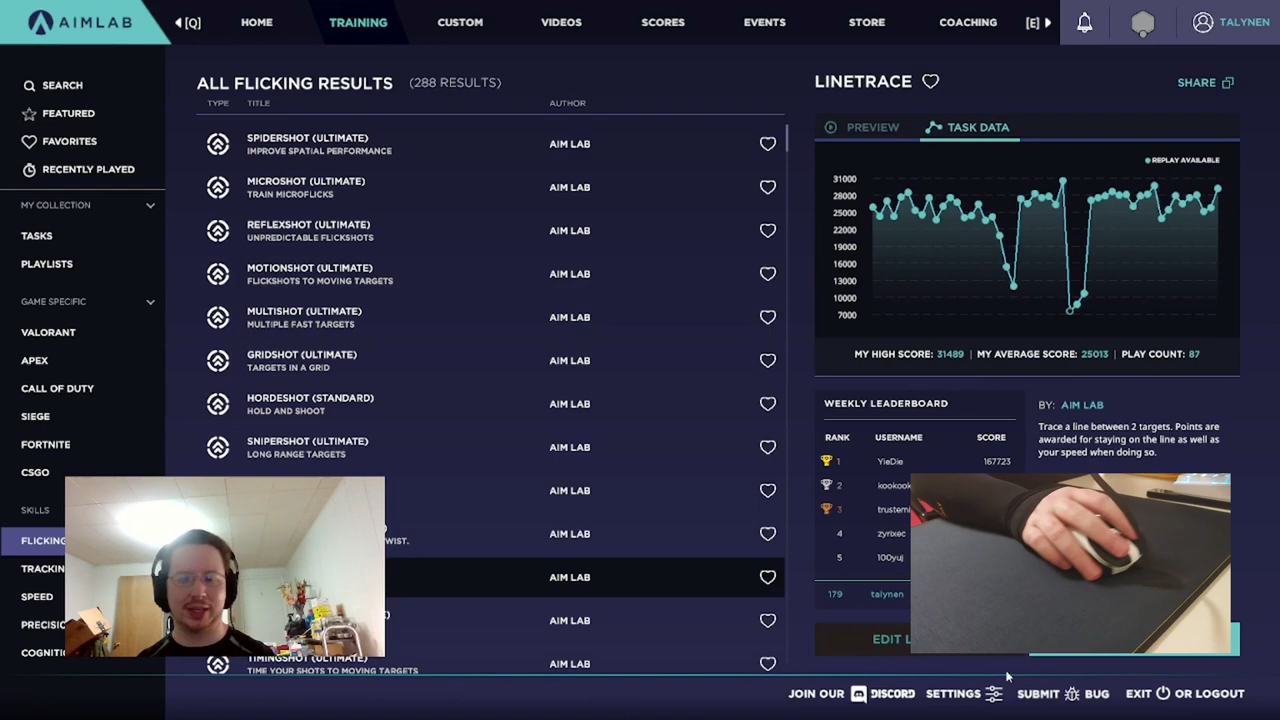 AIMLAB
[Q]
HOME
TRAINING
CUSTOM
VIDEOS
SCORES
EVENTS
STORE
COACHING
[E]
TALYNEN
SEARCH
FEATURED
FAVORITES
RECENTLY PLAYED
MY COLLECTION
TASKS
PLAYLISTS
GAME SPECIFIC
VALORANT
APEX
CALL OF DUTY
SIEGE
FORTNITE
CSGO
SKILLS
FLICKING
SPEED
ALL FLICKING RESULTS (288 RESULTS)
TYPE TITLE AUTHOR
SPIDERSHOT (ULTIMATE) AIM LAB
IMPROVE SPATIAL PERFORMANCE
MICROSHOT (ULTIMATE) AIM LAB
TRAIN MICROFLICKS
REFLEXSHOT (ULTIMATE) AIM LAB
UNPREDICTABLE FLICKSHOTS
MOTIONSHOT (ULTIMATE) AIM LAB
FLICKSHOTS TO MOVING TARGETS
MULTISHOT (ULTIMATE) AIM LAB
MULTIPLE FAST TARGETS
GRIDSHOT (ULTIMATE) AIM LAB
TARGETS IN A GRID
HORDESHOT (STANDARD) AIM LAB
HOLD AND SHOOT
SNIPERSHOT (ULTIMATE) AIM LAB
LONG RANGE TARGETS
AIM LAB
AIM LAB
AIM LAB
AIM LAB
TIMINGSHOT (ULTIMATE) AIM LAB
TIME YOUR SHOTS TO MOVING TARGETS
LINETRACE
SHARE
PREVIEW
TASK DATA
REPLAY AVAILABLE
31000
28000
25000
22000
19000
16000
13000
10000
7000
MY HIGH SCORE: 31489 | MY AVERAGE SCORE: 25013 | PLAY COUNT: 87
WEEKLY LEADERBOARD
RANK USERNAME SCORE
1 YieDie 167723
2 kookook
3 trustemi
4 zyrixec
5 100yuj
179 talynen
BY: AIM LAB
Trace a line between 2 targets. Points are
awarded for staying on the line as well as
your speed when doing so.
EDIT
JOIN OUR DISCORD SETTINGS SUBMIT BUG EXIT OR LOGOUT